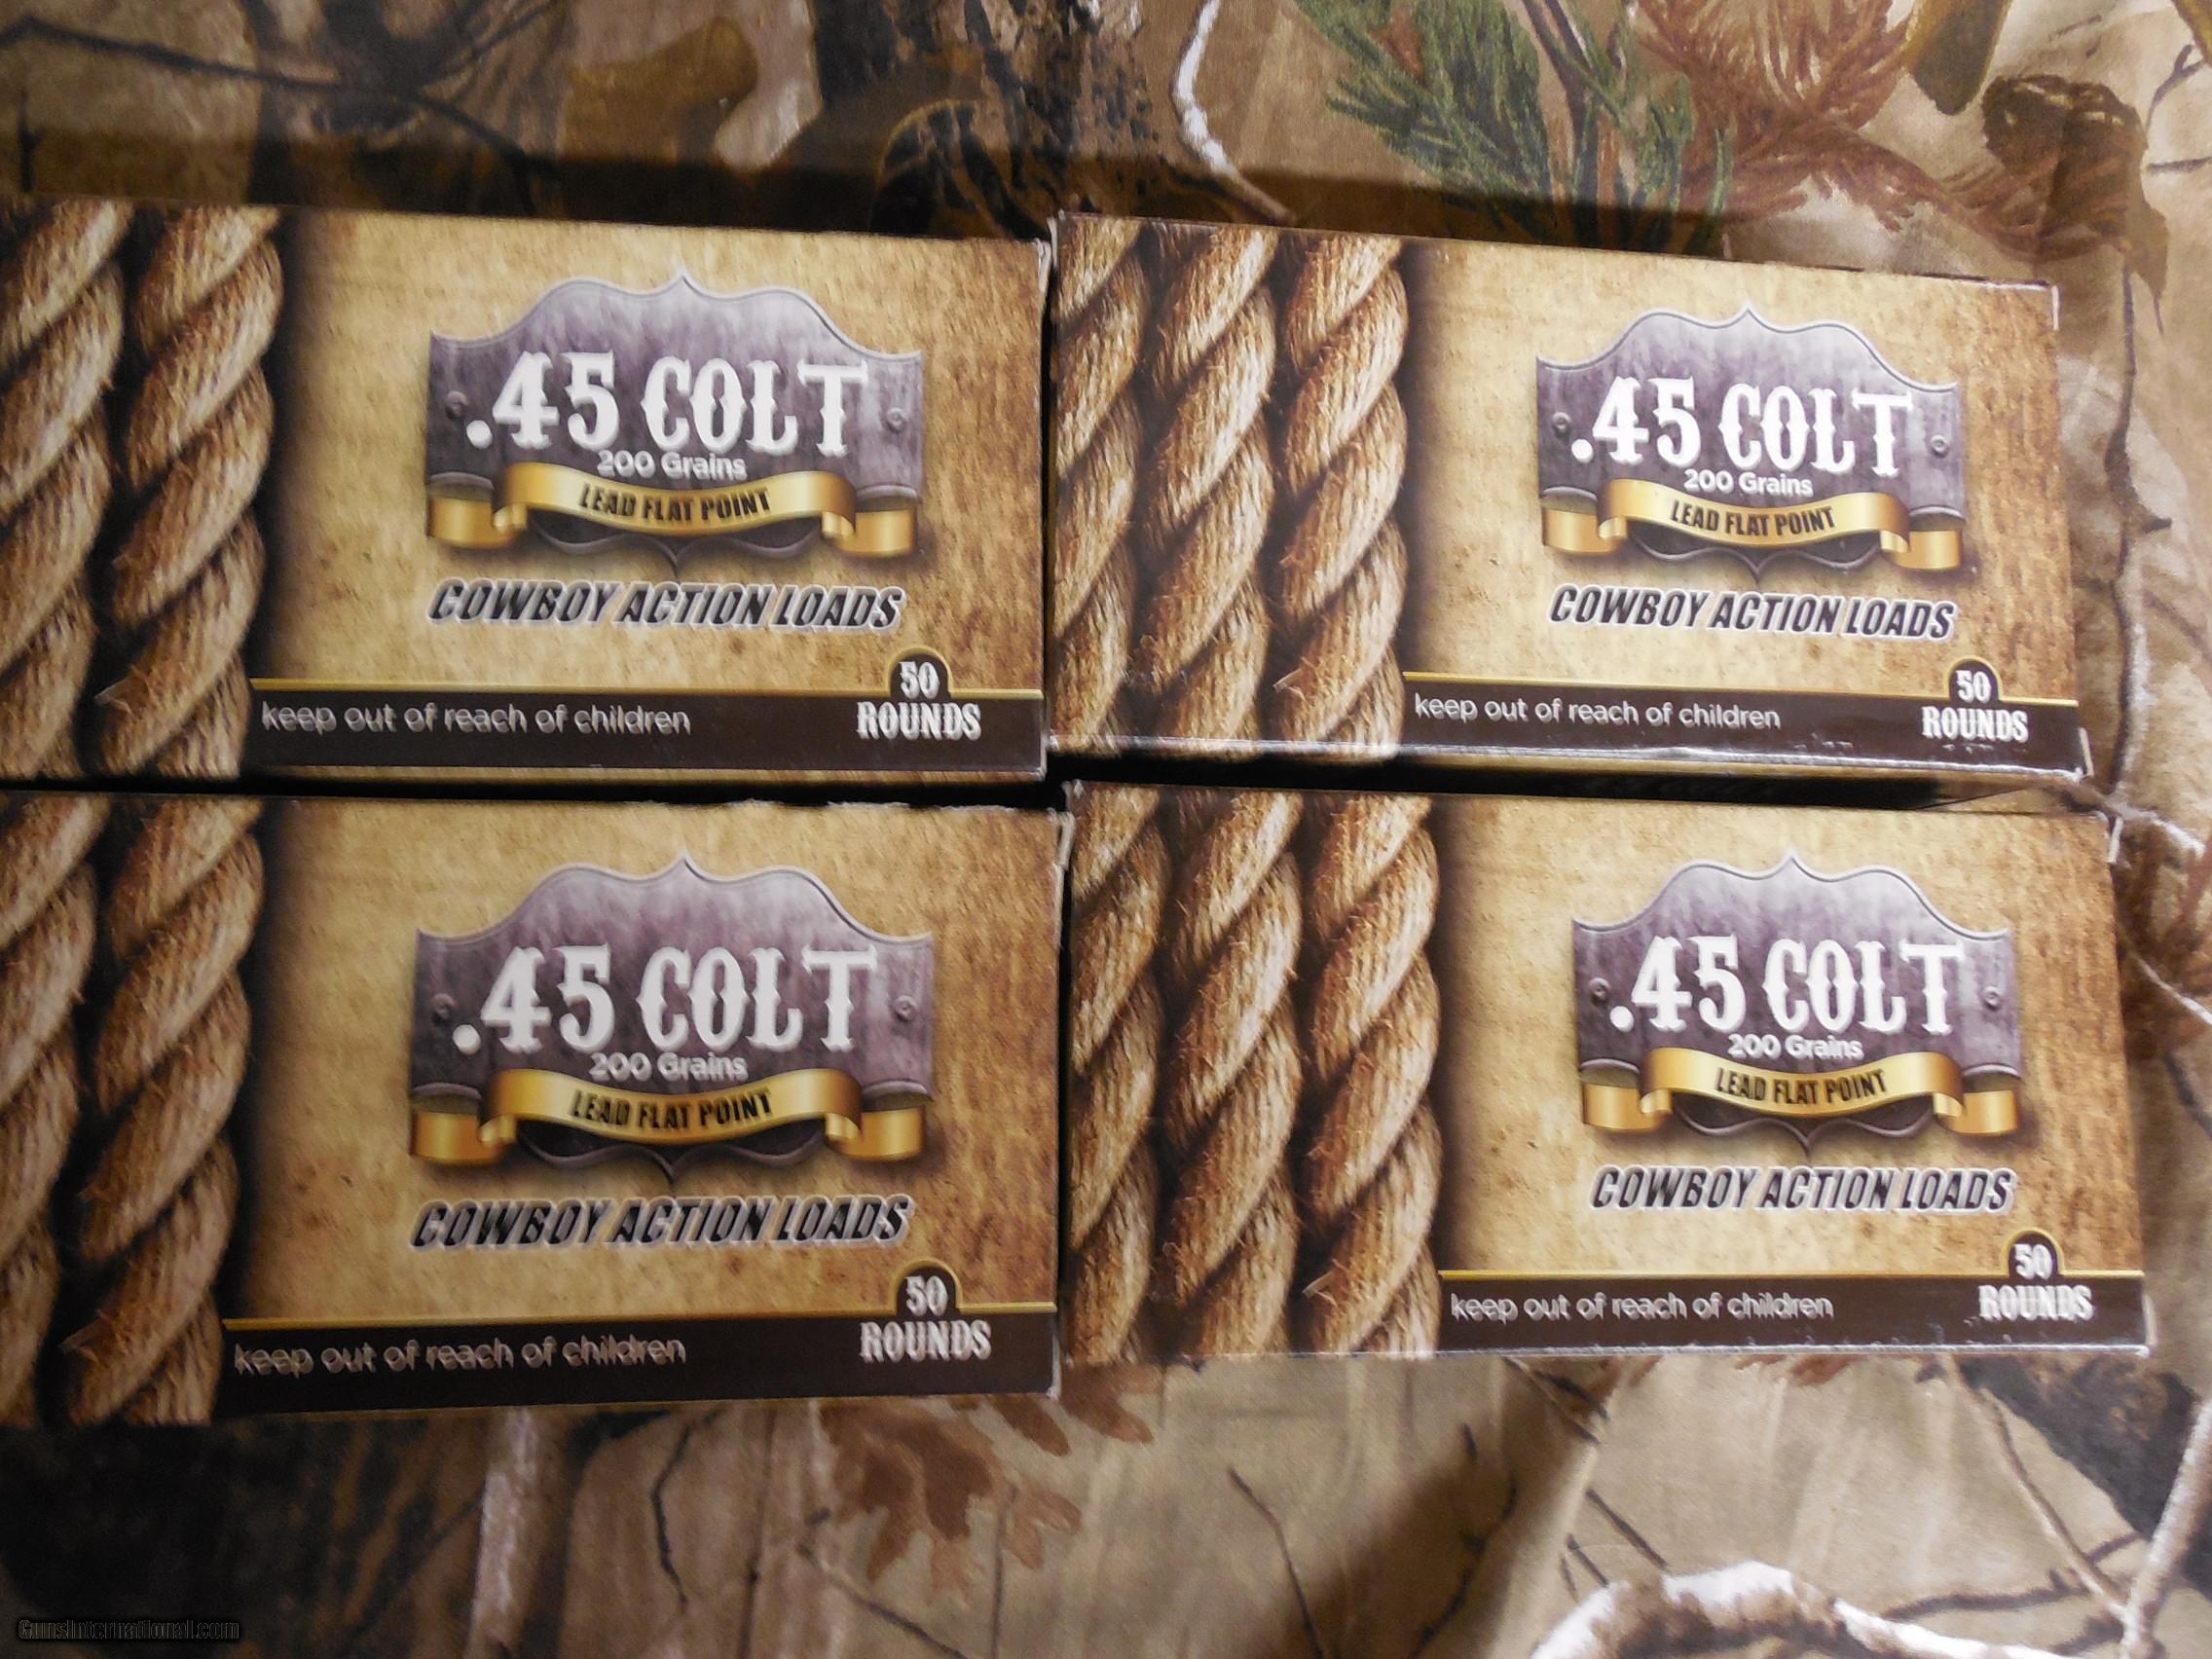 .45 COLT
200 Grains
LEAD FLAT POINT
COWBOY ACTION LOADS
50
keep out of reach of children
ROUNDS
.45 COLT
200 Grains
LEAD FLAT POINT
COWBOY ACTION LOADS
50
keep out of reach of children
ROUNDS
.45 COLT
200 Grains
LEAD FLAT POINT
COWBOY ACTION LOADS
50
keep out of reach of children
ROUNDS
.45 COLT
200 Grains
LEAD FLAT POINT
COWBOY ACTION LOADS
50
keep out of reach of children
ROUNDS
GunsInternational.com